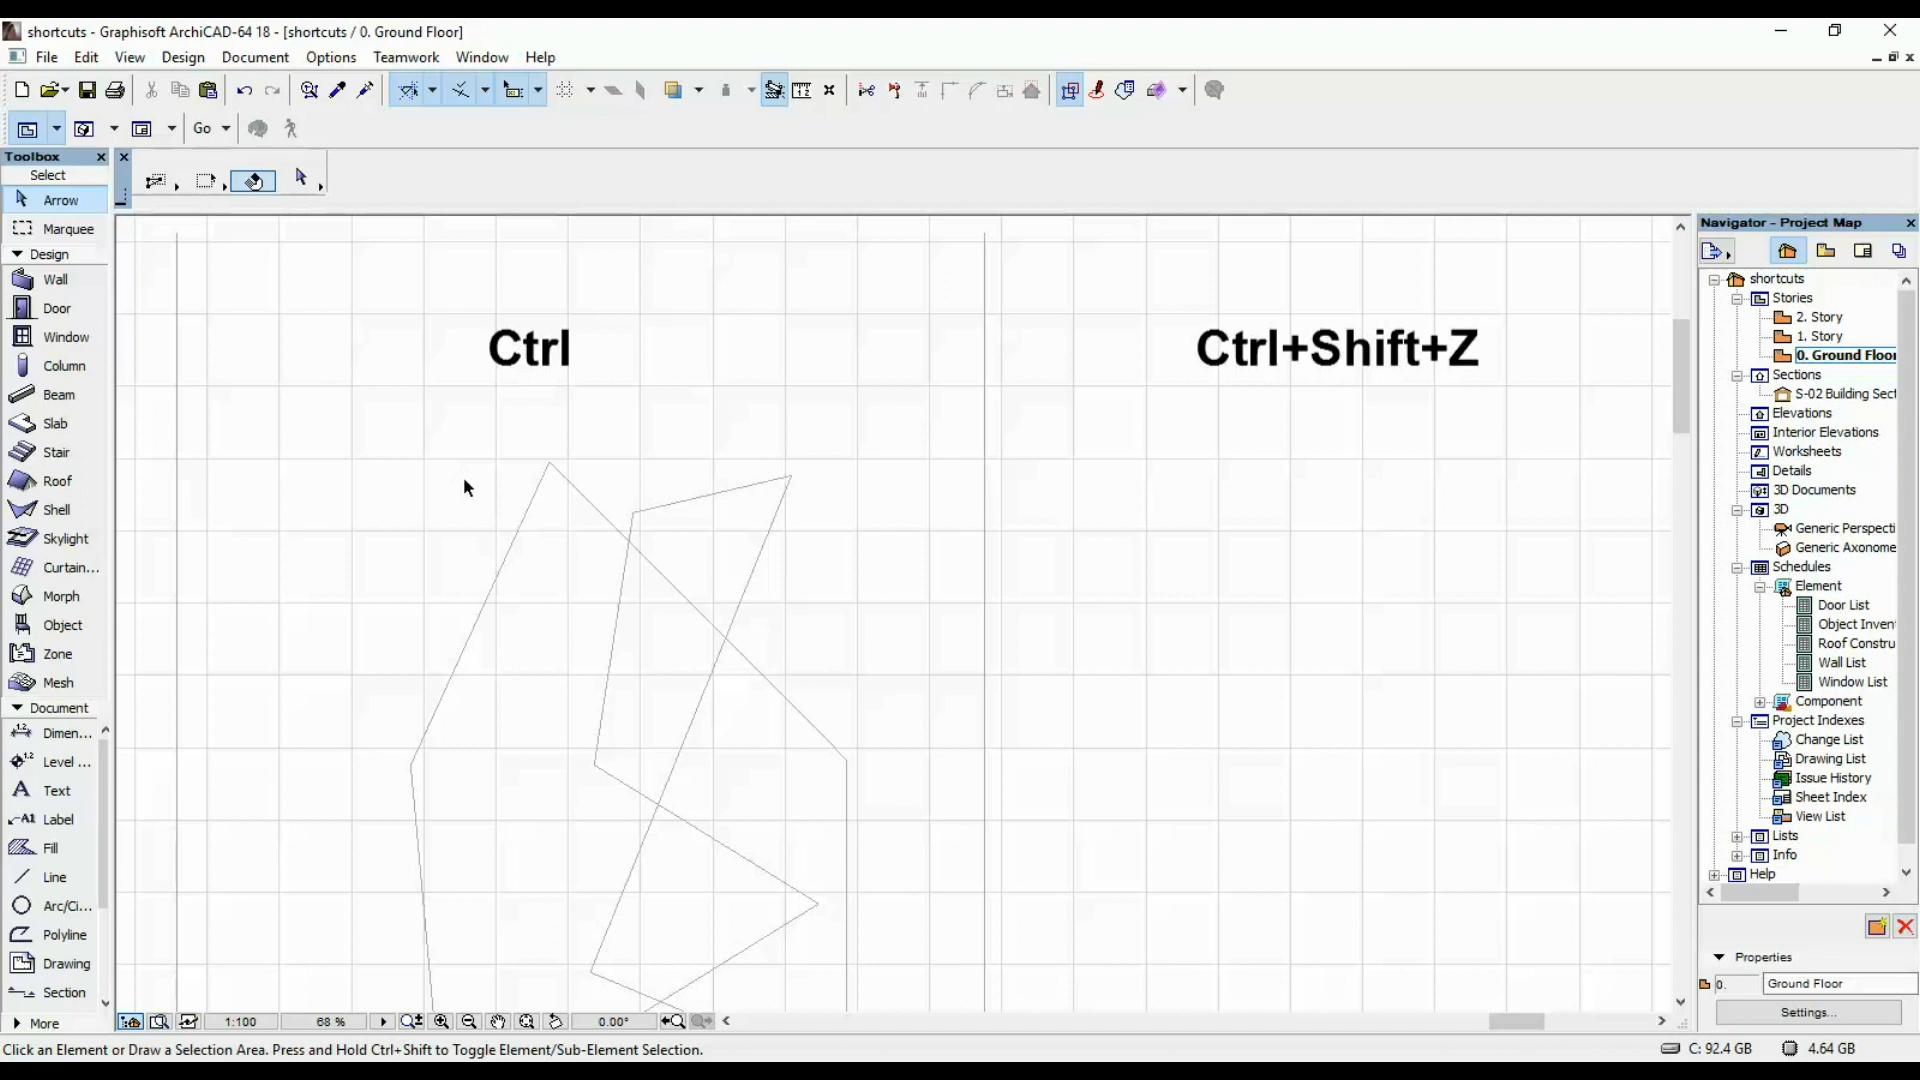 shortcuts - Graphisoft ArchiCAD-64 18 - [shortcuts / 0. Ground Floor]
File Edit View Design Document Options Teamwork Window Help
Go
Toolbox
Select
Arrow
Marquee
Design
Wall
Door
Window
Column
Beam
Slab
Stair
Roof
Shell
Skylight
Curtain...
Morph
Object
Zone
Mesh
Document
Dimen...
Level ...
Text
Label
Fill
Line
Arc/Ci...
Polyline
Drawing
Section
More
Ctrl
Ctrl+Shift+Z
1:100
68 %
0.00°
Navigator - Project Map
shortcuts
Stories
2. Story
1. Story
0. Ground Floor
Sections
S-02 Building Sect
Elevations
Interior Elevations
Worksheets
Details
3D Documents
3D
Generic Perspecti
Generic Axonome
Schedules
Element
Door List
Object Inven
Roof Constru
Wall List
Window List
Component
Project Indexes
Change List
Drawing List
Issue History
Sheet Index
View List
Lists
Info
Help
Properties
0.
Ground Floor
Settings...
Click an Element or Draw a Selection Area. Press and Hold Ctrl+Shift to Toggle Element/Sub-Element Selection.
C: 92.4 GB
4.64 GB